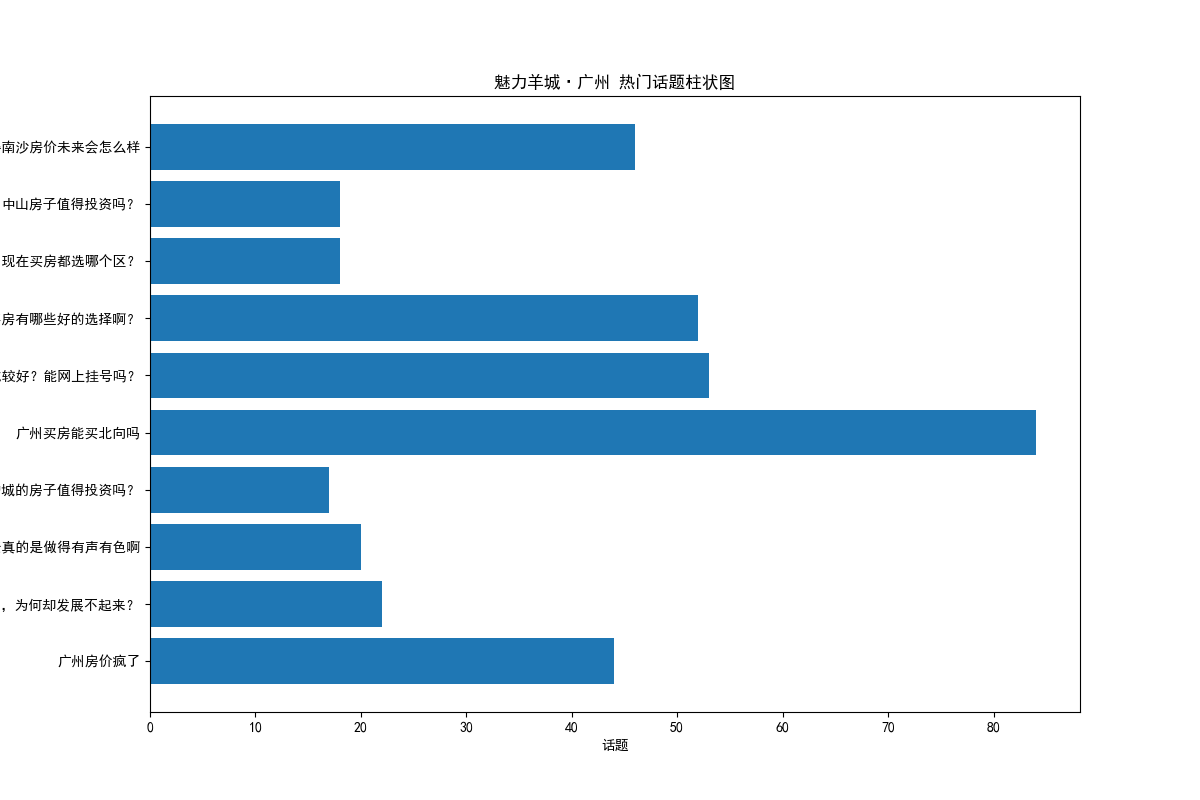 魅力羊城·广州 热门话题柱状图
南沙房价未来会怎么样
中山房子值得投资吗？
现在买房都选哪个区？
房有哪些好的选择啊？
较好？能网上挂号吗？
广州买房能买北向吗
城的房子值得投资吗？
真的是做得有声有色啊
，为何却发展不起来？
广州房价疯了
0 10 20 30 40 50 60 70 80
话题